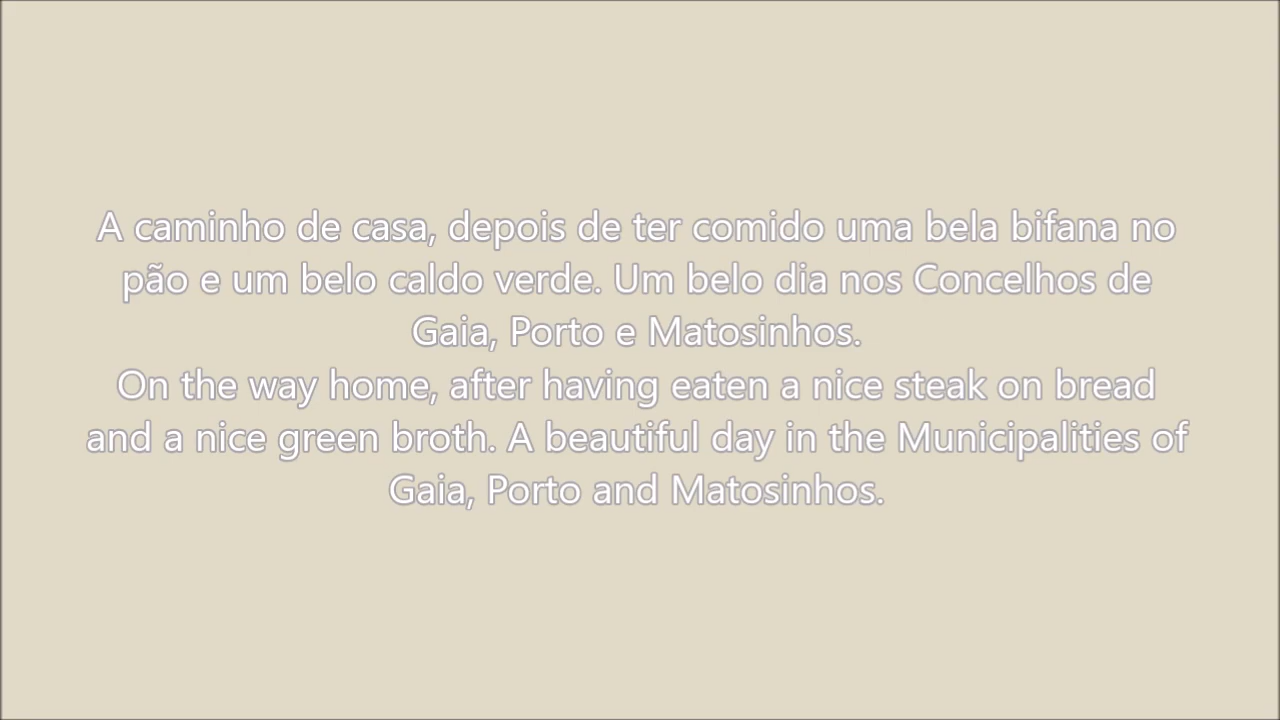 A caminho de casa, depois de ter comido uma bela bifana no
pão e um belo caldo verde. Um belo dia nos Concelhos de
Gaia, Porto e Matosinhos.
On the way home, after having eaten a nice steak on bread
and a nice green broth. A beautiful day in the Municipalities of
Gaia, Porto and Matosinhos.